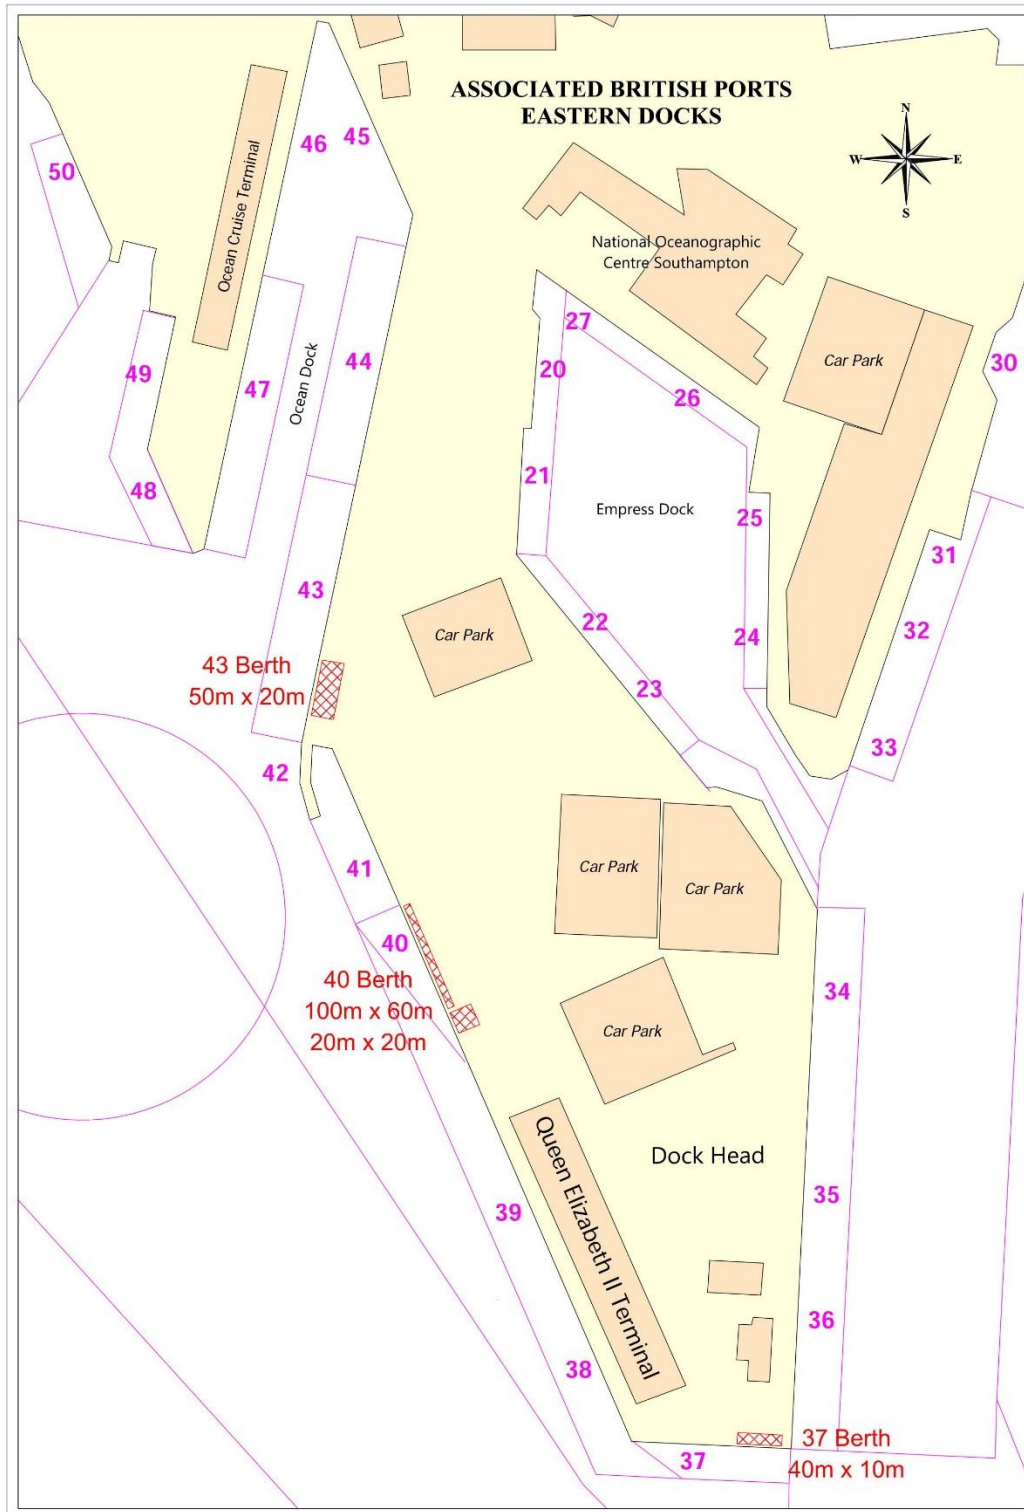 ASSOCIATED BRITISH PORTS
EASTERN DOCKS
N
W
E
S
46
45
50
Ocean Cruise Terminal
National Oceanographic
Centre Southampton
27
20
26
Car Park
30
49
47
Ocean Dock
44
48
21
Empress Dock
25
31
43
22
Car Park
24
32
43 Berth
50m x 20m
23
33
42
41
Car Park
Car Park
40
40 Berth
100m x 60m
20m x 20m
34
Car Park
Dock Head
Queen Elizabeth II Terminal
39
35
36
38
37
37 Berth
40m x 10m